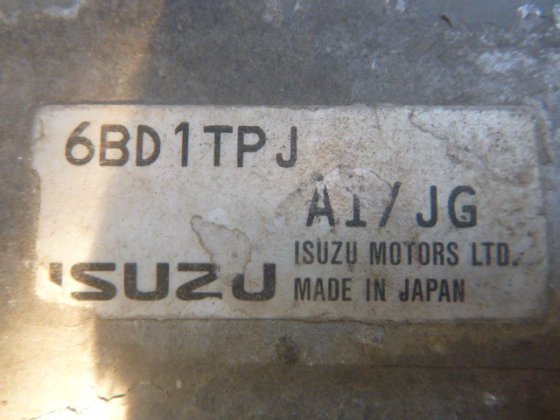 6BD1TPJ
A1/JG
ISUZU MOTORS LTD.
ISUZU MADE IN JAPAN